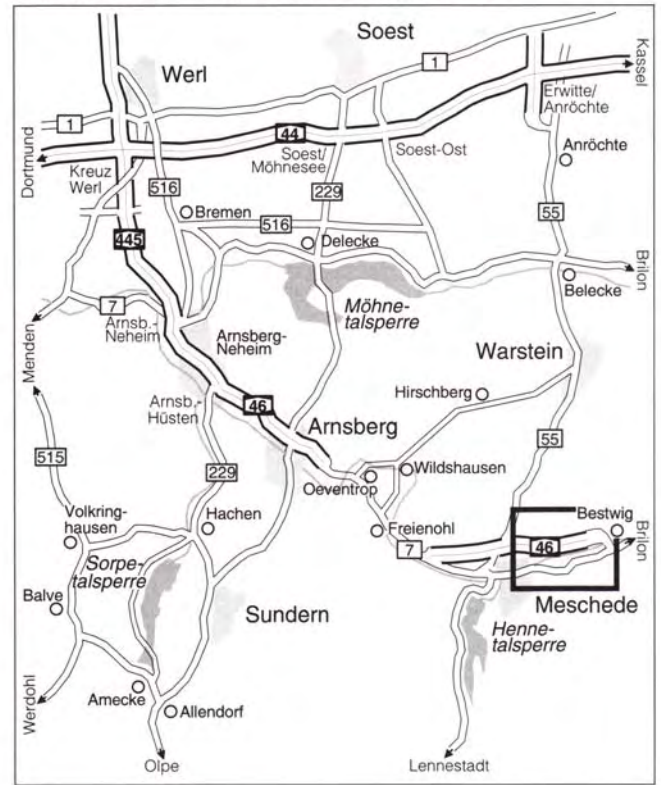 Soest
Kassel
Werl
1
Erwitte/
Anröchte
1
44
Dortmund
Kreuz
Werl
Soest/
Möhnesee
Soest-Ost
Anröchte
516
229
Bremen
516
55
445
Delecke
Brilon
Belecke
7
Möhne-
talsperre
Arnsb.-
Neheim
Arnsberg-
Neheim
Menden
Warstein
Hirschberg
Arnsb.-
Hüsten
46
Arnsberg
55
515
229
Oeventrop
Wildshausen
Volkring-
hausen
Hachen
Freienohl
Bestwig
7
46
Brilon
Sorpe-
talsperre
Balve
Sundern
Meschede
Henne-
talsperre
Werdohl
Amecke
Allendorf
Olpe
Lennestadt